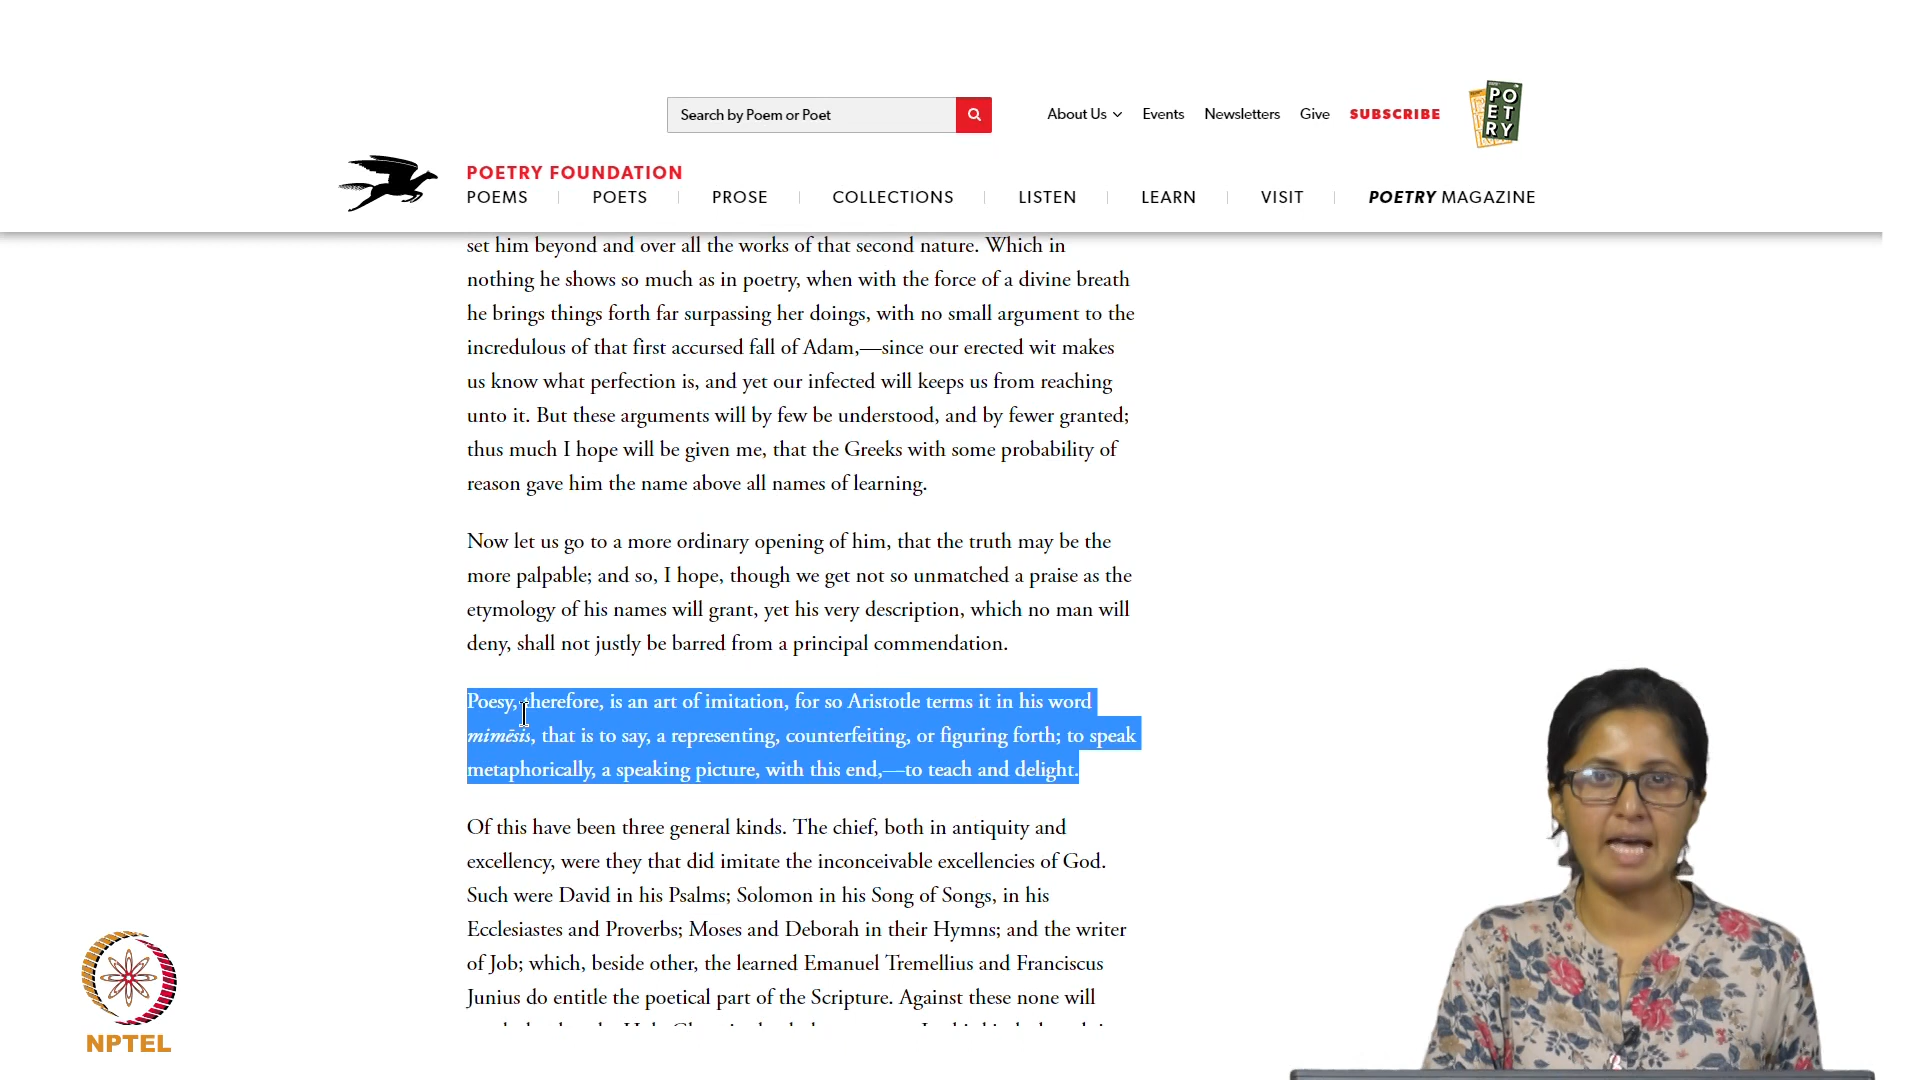 Search by Poem or Poet
About Us
Events
Newsletters
Give
SUBSCRIBE
PO
ET
RY
POETRY FOUNDATION
POEMS
POETS
PROSE
COLLECTIONS
LISTEN
LEARN
VISIT
POETRY MAGAZINE
set him beyond and over all the works of that second nature. Which in
nothing he shows so much as in poetry, when with the force of a divine breath
he brings things forth far surpassing her doings, with no small argument to the
incredulous of that first accursed fall of Adam,—since our erected wit makes
us know what perfection is, and yet our infected will keeps us from reaching
unto it. But these arguments will by few be understood, and by fewer granted;
thus much I hope will be given me, that the Greeks with some probability of
reason gave him the name above all names of learning.
Now let us go to a more ordinary opening of him, that the truth may be the
more palpable; and so, I hope, though we get not so unmatched a praise as the
etymology of his names will grant, yet his very description, which no man will
deny, shall not justly be barred from a principal commendation.
Poesy, therefore, is an art of imitation, for so Aristotle terms it in his word
mimēsis, that is to say, a representing, counterfeiting, or figuring forth; to speak
metaphorically, a speaking picture, with this end,—to teach and delight.
Of this have been three general kinds. The chief, both in antiquity and
excellency, were they that did imitate the inconceivable excellencies of God.
Such were David in his Psalms; Solomon in his Song of Songs, in his
Ecclesiastes and Proverbs; Moses and Deborah in their Hymns; and the writer
of Job; which, beside other, the learned Emanuel Tremellius and Franciscus
Junius do entitle the poetical part of the Scripture. Against these none will
NPTEL